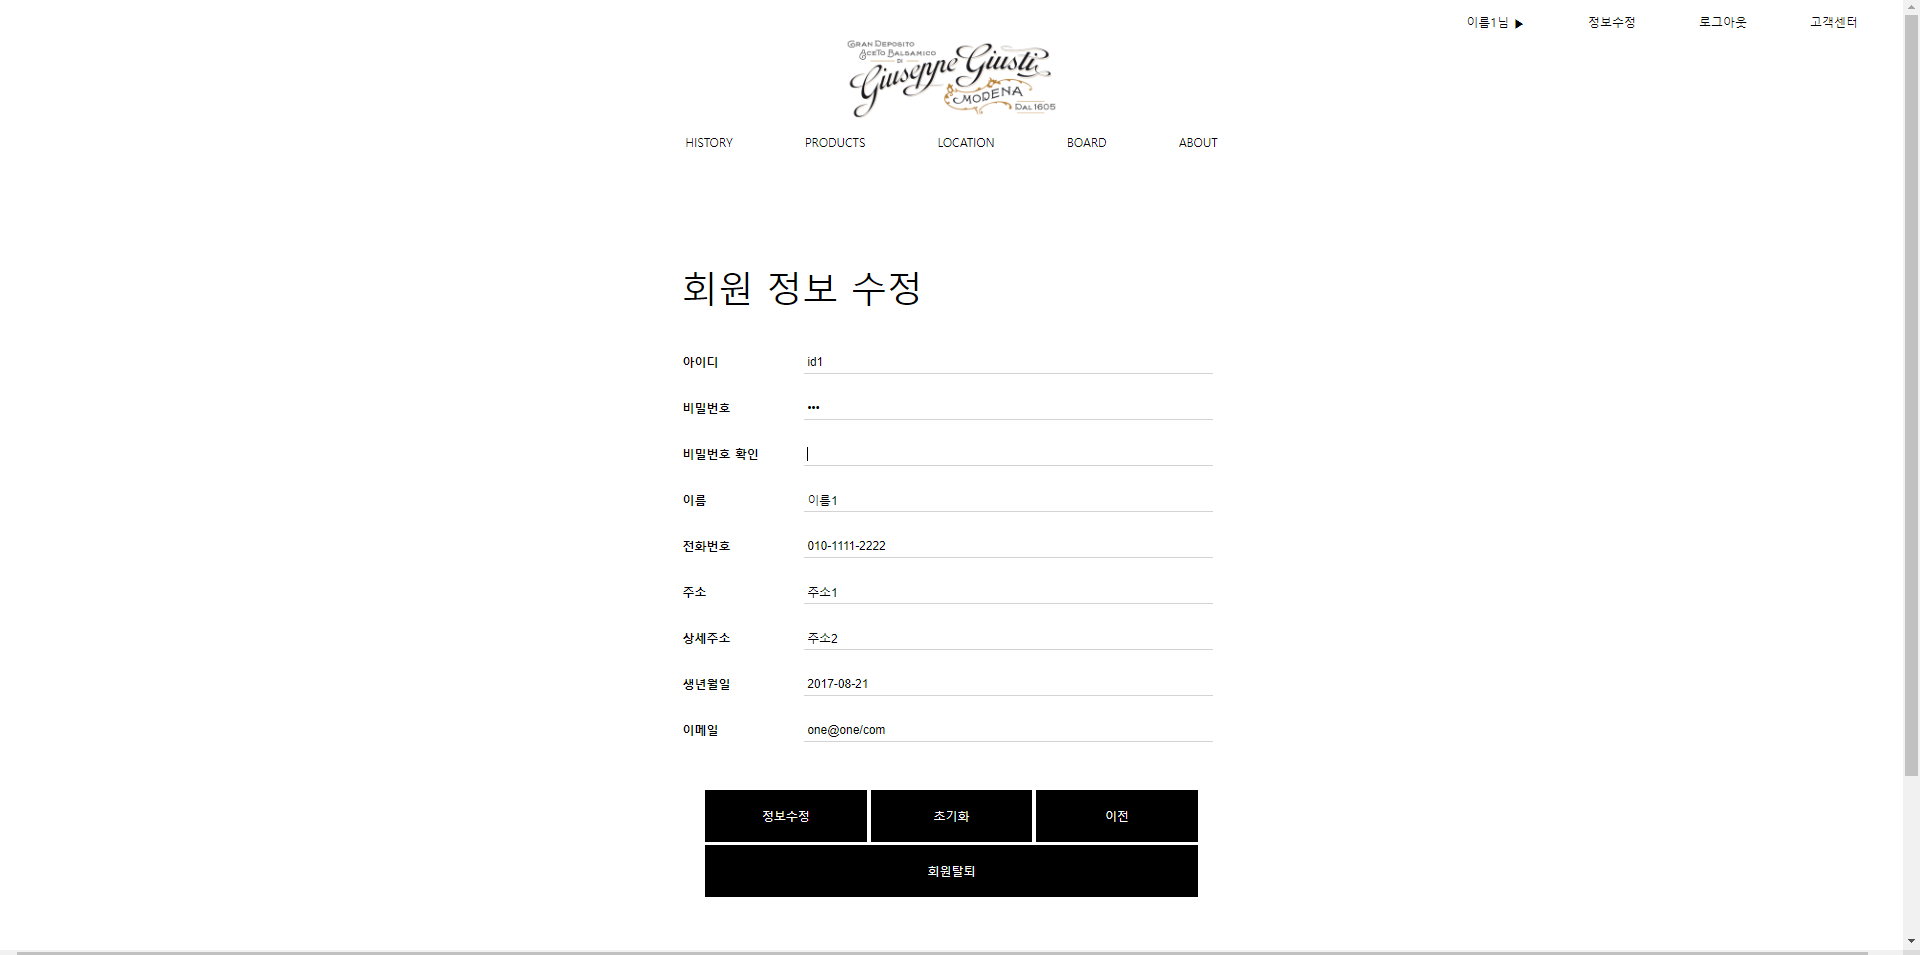 이름1님 ▶ 정보수정 로그아웃 고객센터
GRAN DEPOSITO
ACETO BALSAMICO
DI
Giuseppe Giusti
MODENA
DAL 1605
HISTORY PRODUCTS LOCATION BOARD ABOUT
회원 정보 수정
아이디 id1
비밀번호 •••
비밀번호 확인
이름 이름1
전화번호 010-1111-2222
주소 주소1
상세주소 주소2
생년월일 2017-08-21
이메일 one@one/com
정보수정 초기화 이전
회원탈퇴